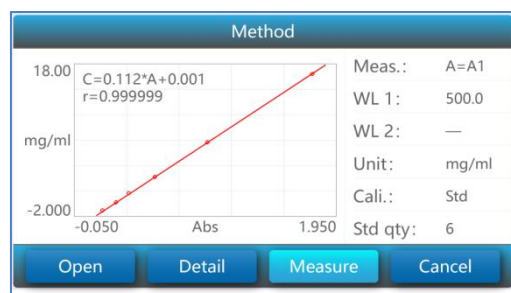 Method
18.00
C=0.112*A+0.001
r=0.999999
mg/ml
-2.000
-0.050 Abs 1.950
Meas.: A=A1
WL 1: 500.0
WL 2: —
Unit: mg/ml
Cali.: Std
Std qty: 6
Open Detail Measure Cancel